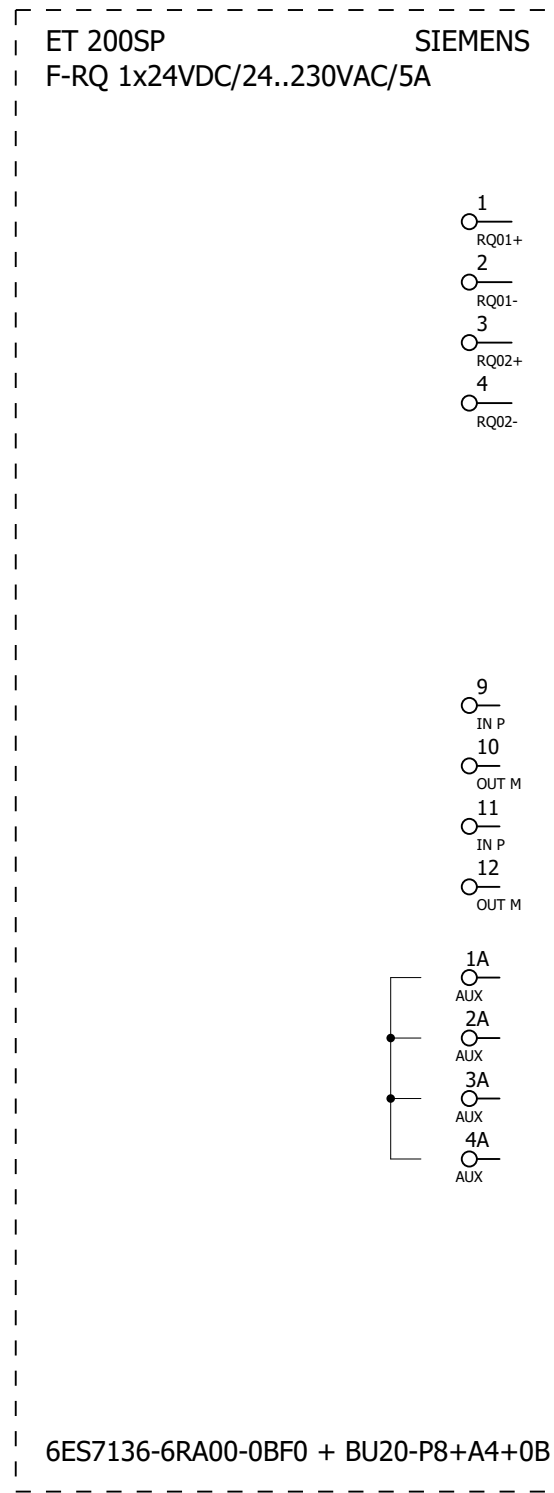 ET 200SP SIEMENS
F-RQ 1x24VDC/24..230VAC/5A
1
RQ01+
2
RQ01-
3
RQ02+
4
RQ02-
9
IN P
10
OUT M
11
IN P
12
OUT M
1A
AUX
2A
AUX
3A
AUX
4A
AUX
6ES7136-6RA00-0BF0 + BU20-P8+A4+0B